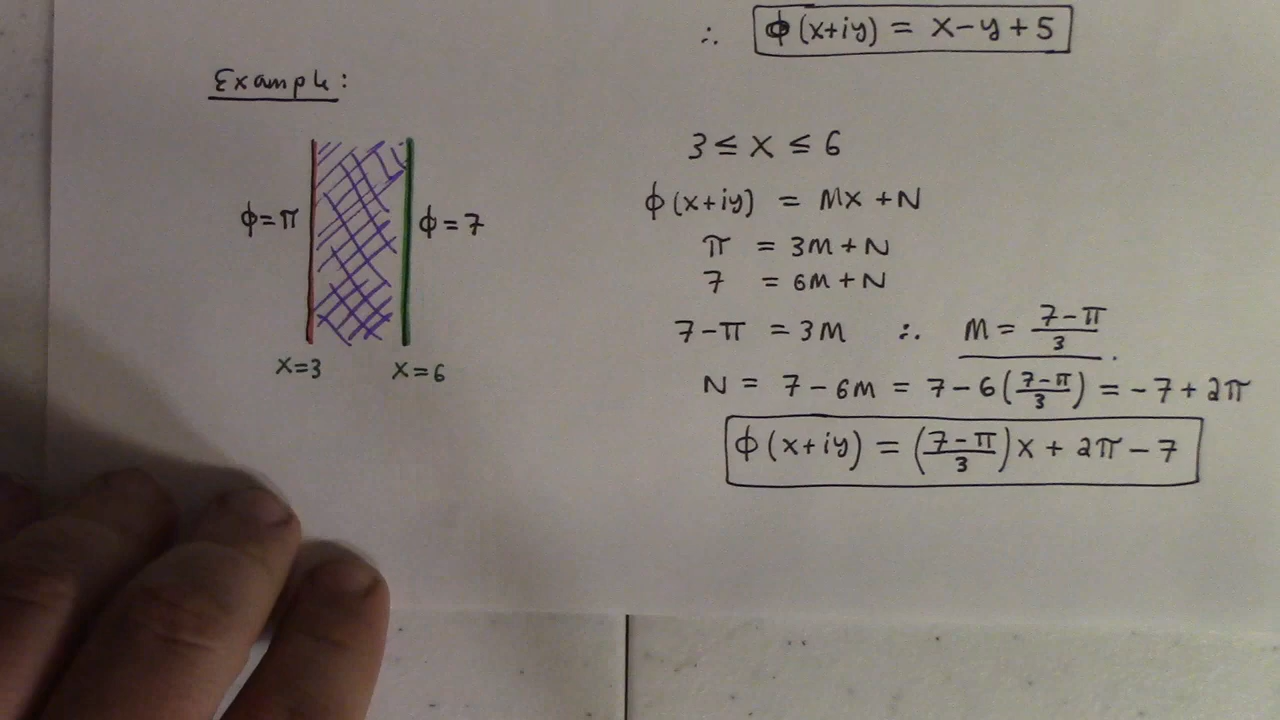 ∴ ϕ(x+iy) = x-y+5
Example:
3 ≤ x ≤ 6
ϕ=π
ϕ=7
x=3
x=6
ϕ(x+iy) = Mx+N
π = 3M+N
7 = 6M+N
7-π = 3M ∴ M = (7-π)/3.
N = 7-6M = 7-6((7-π)/3) = -7+2π
ϕ(x+iy) = ((7-π)/3)x + 2π - 7